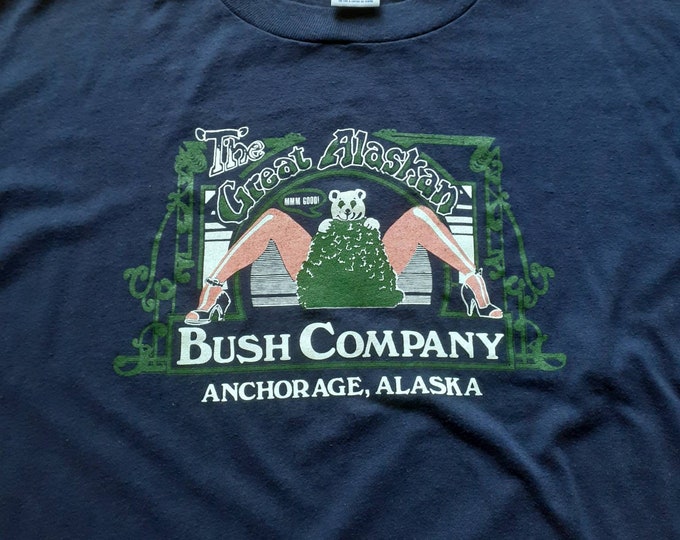 The
Great Alaskan
MMM GOOD!
BUSH COMPANY
ANCHORAGE, ALASKA